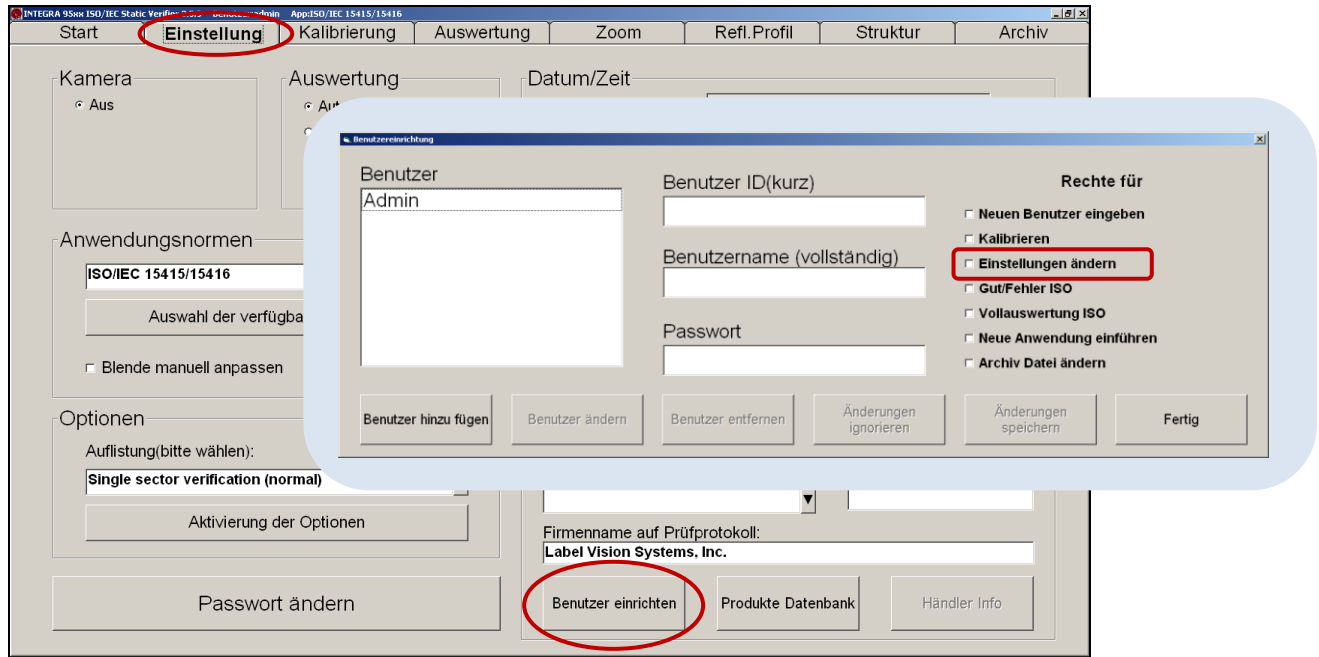 INTEGRA 95xx ISO/IEC Static Verifier App:ISO/IEC 15415/15416
Start Einstellung Kalibrierung Auswertung Zoom Refl.Profil Struktur Archiv
Kamera
Aus
Auswertung
Datum/Zeit
Anwendungsnormen
ISO/IEC 15415/15416
Auswahl der verfügba
Blende manuell anpassen
Optionen
Auflistung(bitte wählen):
Single sector verification (normal)
Aktivierung der Optionen
Passwort ändern
Benutzereinrichtung
Benutzer
Admin
Benutzer ID(kurz)
Benutzername (vollständig)
Passwort
Rechte für
Neuen Benutzer eingeben
Kalibrieren
Einstellungen ändern
Gut/Fehler ISO
Vollauswertung ISO
Neue Anwendung einführen
Archiv Datei ändern
Benutzer hinzu fügen
Benutzer ändern
Benutzer entfernen
Änderungen
ignorieren
Änderungen
speichern
Fertig
Firmenname auf Prüfprotokoll:
Label Vision Systems, Inc.
Benutzer einrichten
Produkte Datenbank
Händler Info